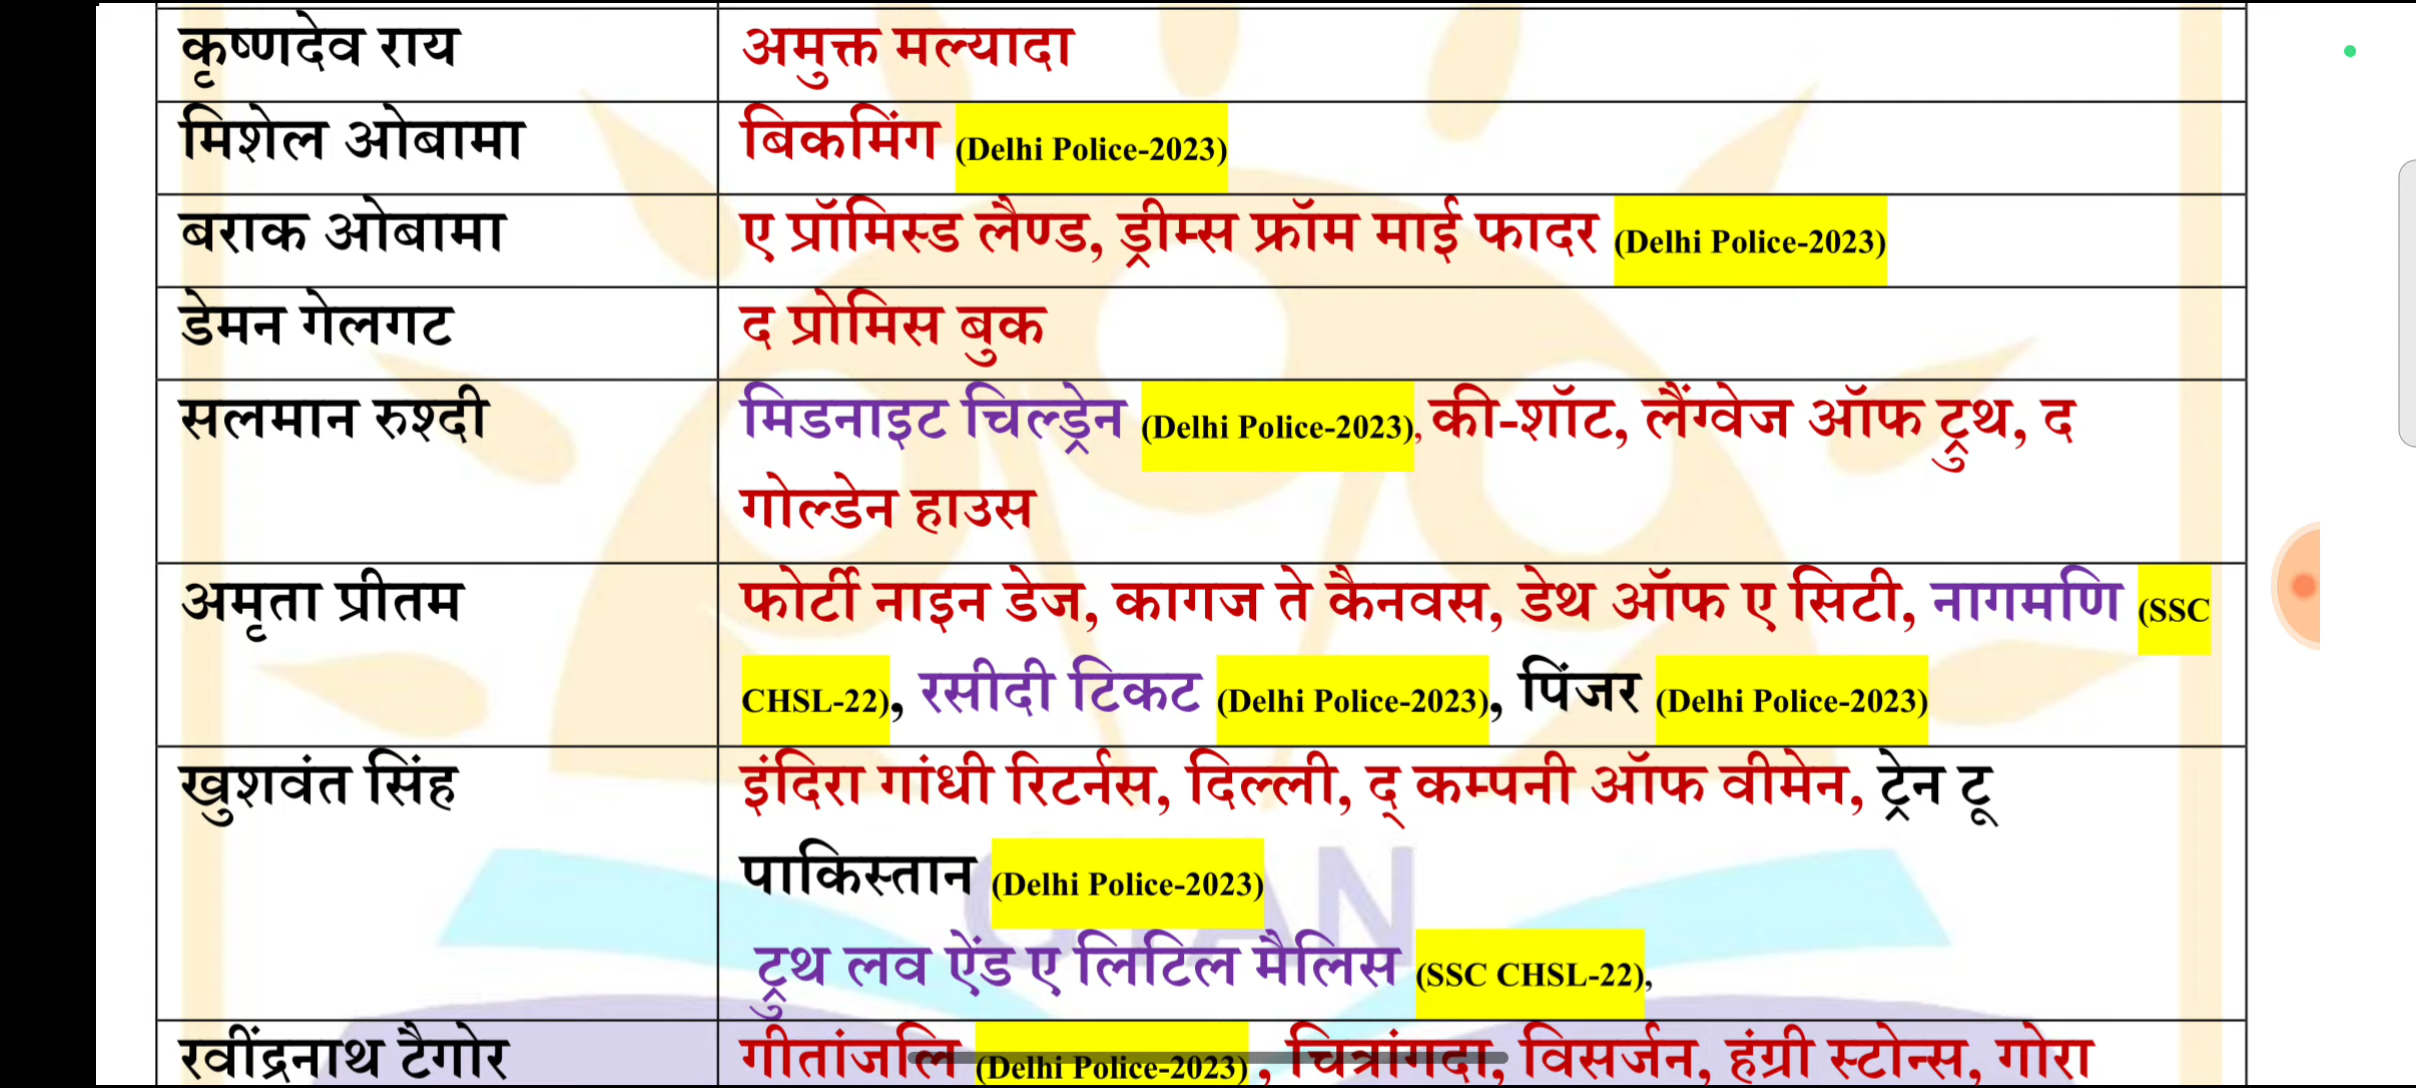 कृष्णदेव राय अमुक्त मल्यादा
मिशेल ओबामा बिकमिंग (Delhi Police-2023)
बराक ओबामा ए प्रॉमिस्ड लैण्ड, ड्रीम्स फ्रॉम माई फादर (Delhi Police-2023)
डेमन गेलगट द प्रोमिस बुक
सलमान रुश्दी मिडनाइट चिल्ड्रेन (Delhi Police-2023), की-शॉट, लैंग्वेज ऑफ ट्रुथ, द
गोल्डेन हाउस
अमृता प्रीतम फोर्टी नाइन डेज, कागज ते कैनवस, डेथ ऑफ ए सिटी, नागमणि (SSC
CHSL-22), रसीदी टिकट (Delhi Police-2023), पिंजर (Delhi Police-2023)
खुशवंत सिंह इंदिरा गांधी रिटर्नस, दिल्ली, द् कम्पनी ऑफ वीमेन, ट्रेन टू
पाकिस्तान (Delhi Police-2023)
ट्रुथ लव ऐंड ए लिटिल मैलिस (SSC CHSL-22),
रवींद्रनाथ टैगोर गीतांजलि (Delhi Police-2023) , चित्रांगदा, विसर्जन, हंग्री स्टोन्स, गोरा